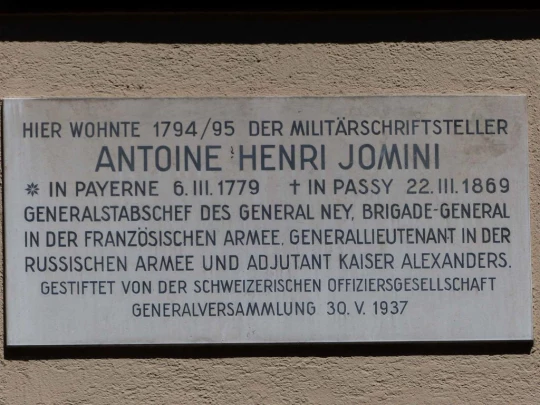 HIER WOHNTE 1794/95 DER MILITÄRSCHRIFTSTELLER
ANTOINE HENRI JOMINI
✲ IN PAYERNE 6.III.1779 ✝ IN PASSY 22.III.1869
GENERALSTABSCHEF DES GENERAL NEY, BRIGADE-GENERAL
IN DER FRANZÖSISCHEN ARMEE, GENERALLIEUTENANT IN DER
RUSSISCHEN ARMEE UND ADJUTANT KAISER ALEXANDERS.
GESTIFTET VON DER SCHWEIZERISCHEN OFFIZIERSGESELLSCHAFT
GENERALVERSAMMLUNG 30.V.1937